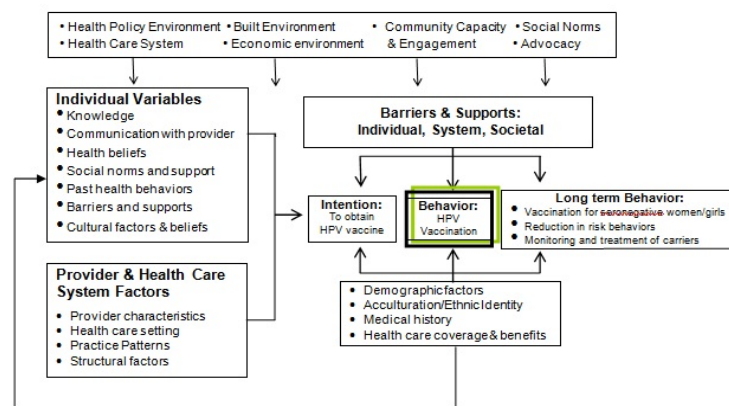 • Health Policy Environment • Built Environment • Community Capacity • Social Norms
• Health Care System • Economic environment & Engagement • Advocacy
Individual Variables
• Knowledge
• Communication with provider
• Health beliefs
• Social norms and support
• Past health behaviors
• Barriers and supports
• Cultural factors & beliefs
Barriers & Supports:
Individual, System, Societal
Intention:
To obtain
HPV vaccine
Behavior:
HPV
Vaccination
Long term Behavior:
• Vaccination for seronegative women/girls
• Reduction in risk behaviors
• Monitoring and treatment of carriers
Provider & Health Care
System Factors
• Provider characteristics
• Health care setting
• Practice Patterns
• Structural factors
• Demographic factors
• Acculturation/Ethnic Identity
• Medical history
• Health care coverage & benefits